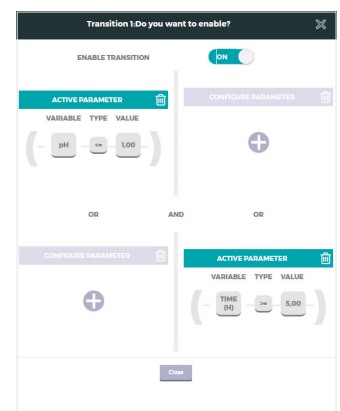 Transition 1:Do you want to enable?
ENABLE TRANSITION ON
ACTIVE PARAMETER
VARIABLE TYPE VALUE
pH <= 1,00
CONFIGURE PARAMETER
OR AND OR
CONFIGURE PARAMETER
ACTIVE PARAMETER
VARIABLE TYPE VALUE
TIME
(H) >= 5,00
Close